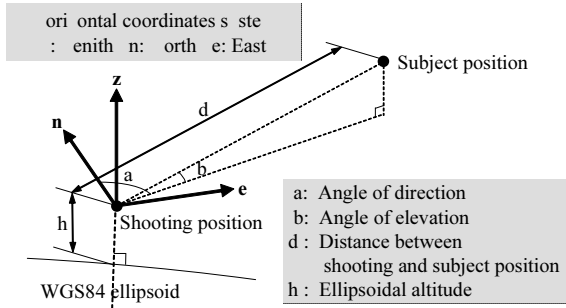 ori ontal coordinates s ste
: enith n: orth e: East
z
Subject position
d
n
a
b
e
h
Shooting position
WGS84 ellipsoid
a: Angle of direction
b: Angle of elevation
d : Distance between
shooting and subject position
h : Ellipsoidal altitude